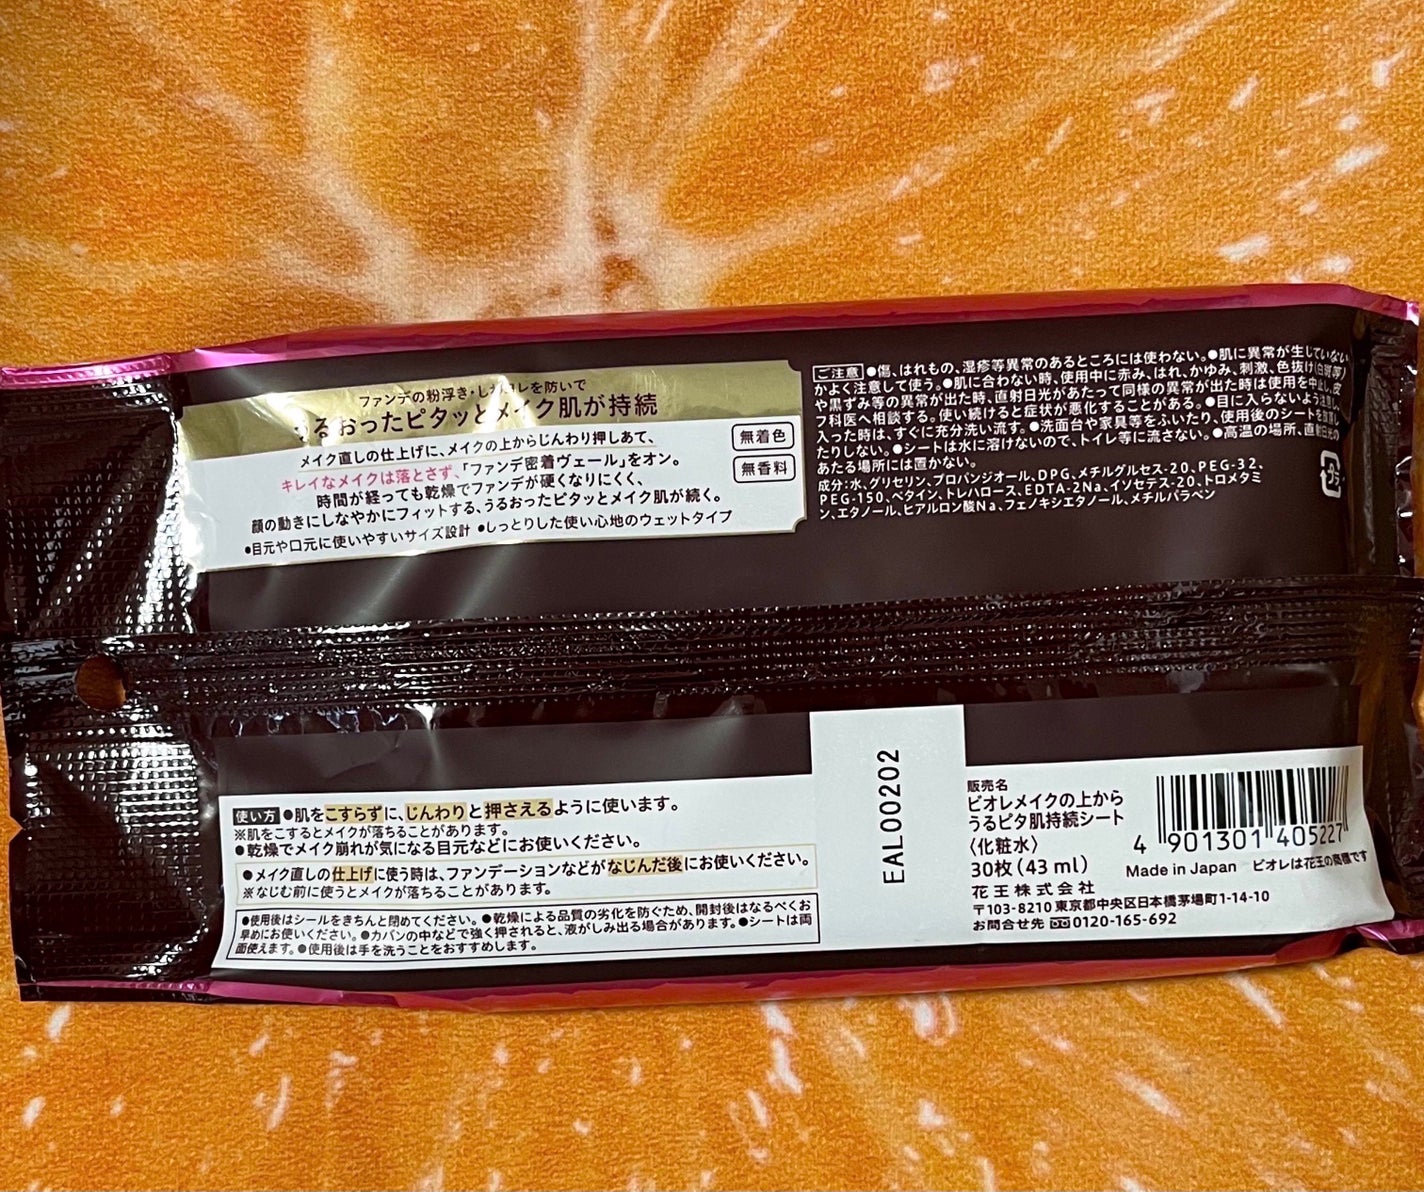 ファンデの粉浮き・しボヨレを防いで
うるおったピタッとメイク肌が持続
メイク直しの仕上げに、メイクの上からじんわり押しあて、
キレイなメイクは落とさず、「ファンデ密着ヴェール」をオン。
時間が経っても乾燥でファンデが硬くなりにくく、
顔の動きにしなやかにフィットする、うるおったピタッとメイク肌が続く。
●目元や口元に使いやすいサイズ設計 ●しっとりした使い心地のウェットタイプ
無着色
無香料
ご注意 ●傷、はれもの、湿疹等異常のあるところには使わない。●肌に異常が生じていない
かよく注意して使う。●肌に合わない時、使用中に赤み、はれ、かゆみ、刺激、色抜け(白斑等)
や黒ずみ等の異常が出た時、直射日光があたって同様の異常が出た時は使用を中止し、皮
フ科医へ相談する。使い続けると症状が悪化することがある。●目に入らないよう注意し、
入った時は、すぐに充分洗い流す。●洗面台や家具等をふいたり、使用後のシートを放置し
たりしない。●シートは水に溶けないので、トイレ等に流さない。●高温の場所、直射日光の
あたる場所には置かない。
成分:水、グリセリン、プロパンジオール、DPG、メチルグルセス-20、PEG-32、
PEG-150、ベタイン、トレハロース、EDTA-2Na、イソセテス-20、トロメタミ
ン、エタノール、ヒアルロン酸Na、フェノキシエタノール、メチルパラベン
プラ
使い方 ●肌をこすらずに、じんわりと押さえるように使います。
※肌をこするとメイクが落ちることがあります。
●乾燥でメイク崩れが気になる目元などにお使いください。
●メイク直しの仕上げに使う時は、ファンデーションなどがなじんだ後にお使いください。
※なじむ前に使うとメイクが落ちることがあります。
●使用後はシールをきちんと閉めてください。●乾燥による品質の劣化を防ぐため、開封後はなるべくお
早めにお使いください。●カバンの中などで強く押されると、液がしみ出る場合があります。●シートは両
面使えます。●使用後は手を洗うことをおすすめします。
EAL00202
販売名
ビオレメイクの上から
うるピタ肌持続シート
〈化粧水〉
30枚(43 ml)
花王株式会社
〒103-8210 東京都中央区日本橋茅場町1-14-10
お問合せ先 0120-165-692
4 901301 405227
Made in Japan ビオレは花王の商標です